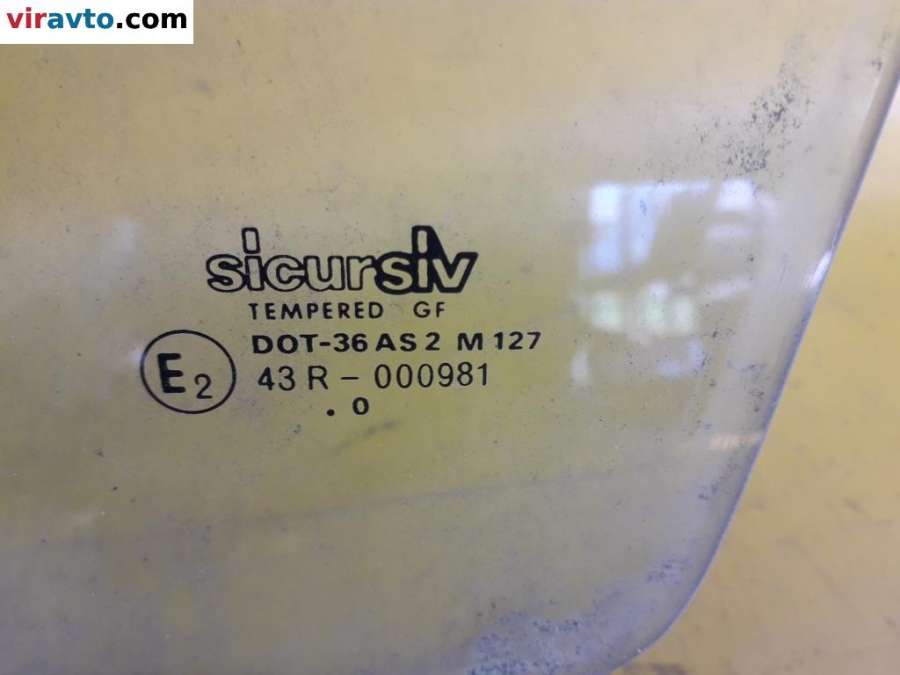 viravto.com
sicursiv
TEMPERED GF
DOT-36 AS 2 M 127
E2
43 R - 000981
. 0